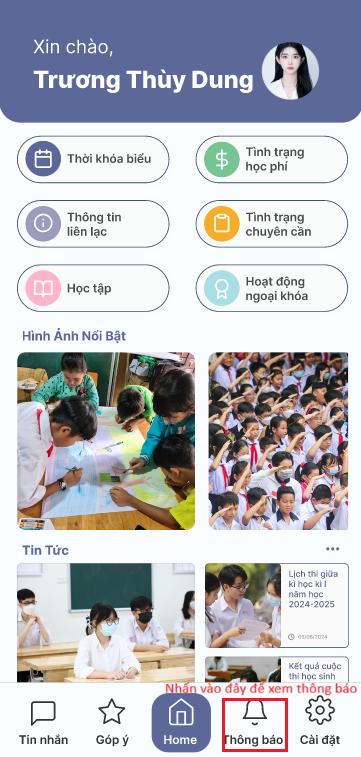 Xin chào,
Trương Thùy Dung
Thời khóa biểu
Tình trạng
học phí
Thông tin
liên lạc
Tình trạng
chuyên cần
Học tập
Hoạt động
ngoại khóa
Hình Ảnh Nổi Bật
Tin Tức
...
Lịch thi giữa
kì học kì I
năm học
2024-2025
05/08/2024
Kết quả cuộc
thi học sinh
Nhấn vào đây để xem thông báo
Tin nhắn
Góp ý
Home
Thông báo
Cài đặt